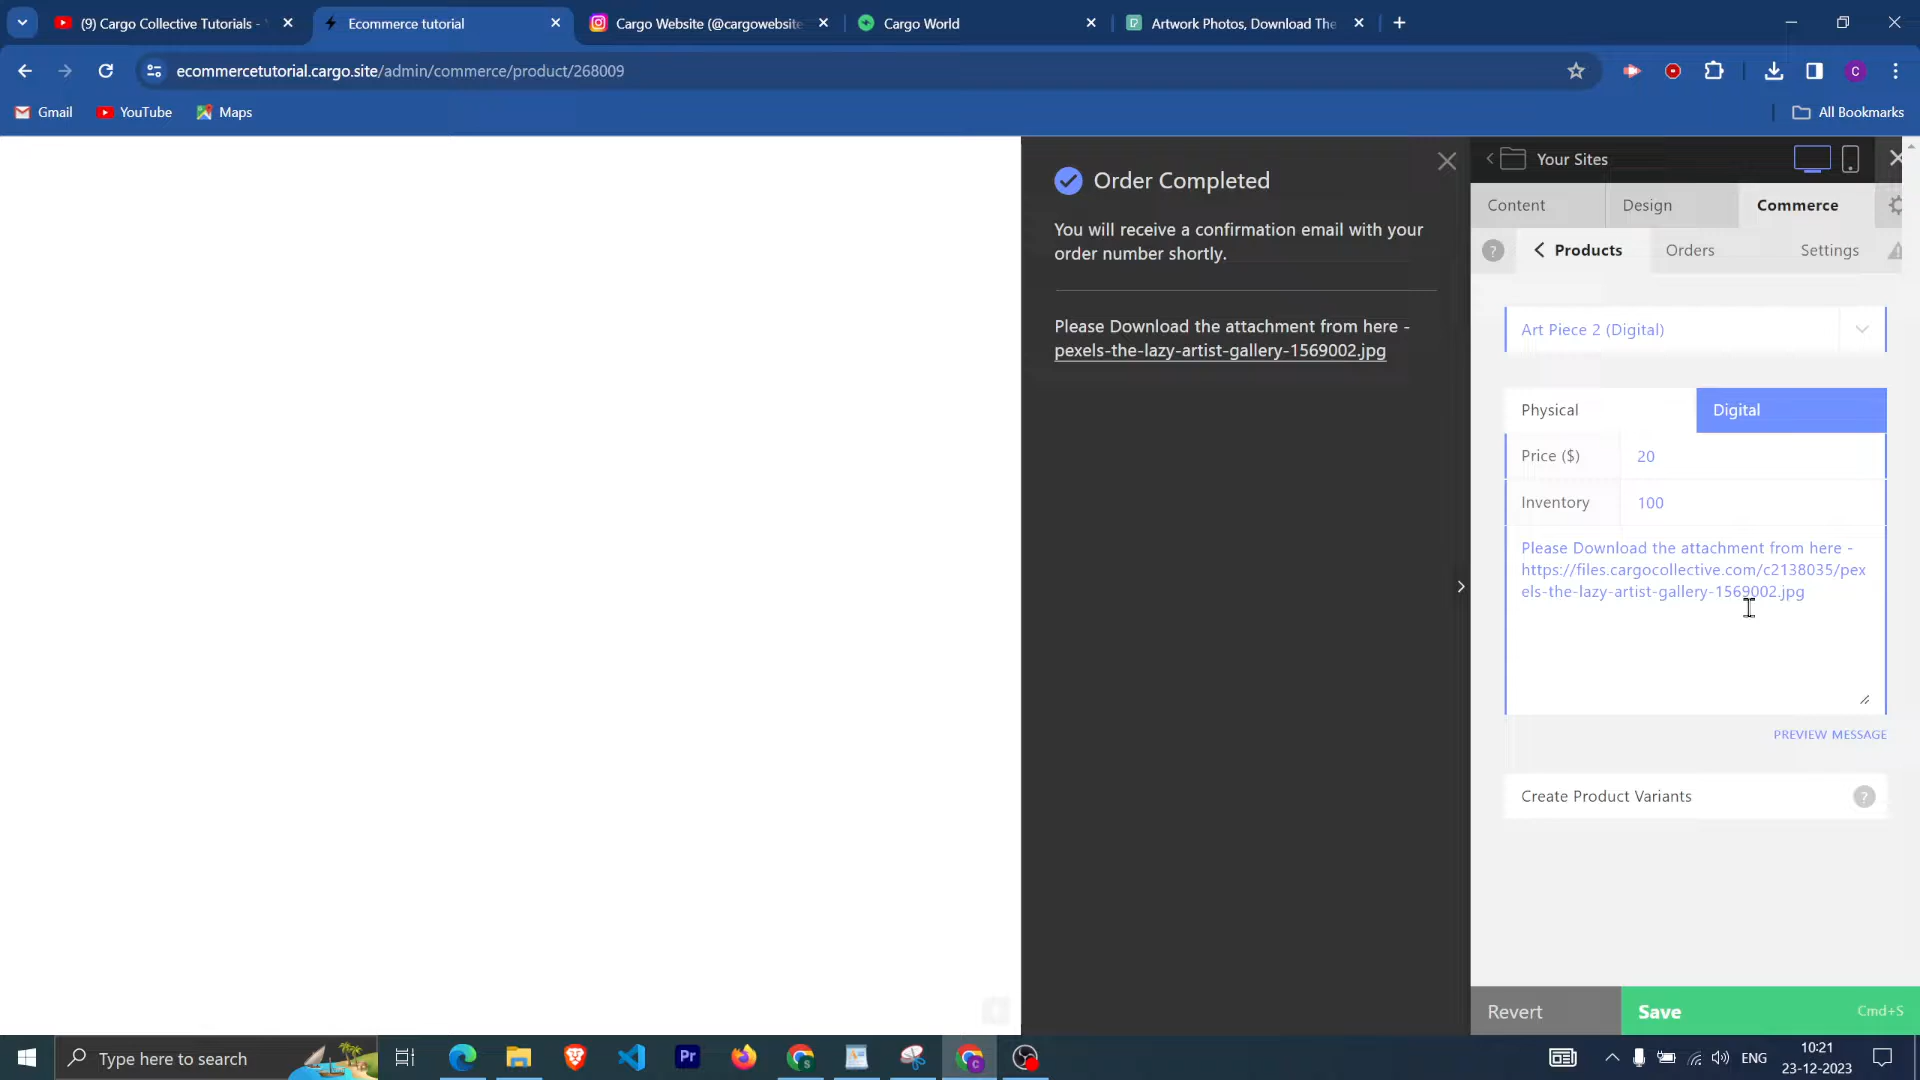 (9) Cargo Collective Tutorials -
Ecommerce tutorial
Cargo Website (@cargowebsite
Cargo World
Artwork Photos, Download The
ecommercetutorial.cargo.site/admin/commerce/product/268009
C
Gmail
YouTube
Maps
All Bookmarks
Order Completed
You will receive a confirmation email with your
order number shortly.
Please Download the attachment from here -
pexels-the-lazy-artist-gallery-1569002.jpg
Your Sites
Content
Design
Commerce
?
Products
Orders
Settings
Art Piece 2 (Digital)
Physical
Digital
Price ($)
20
Inventory
100
Please Download the attachment from here -
https://files.cargocollective.com/c2138035/pex
els-the-lazy-artist-gallery-1569002.jpg
PREVIEW MESSAGE
Create Product Variants
?
Revert
Save
Cmd+S
Type here to search
Pr
ENG
10:21
23-12-2023